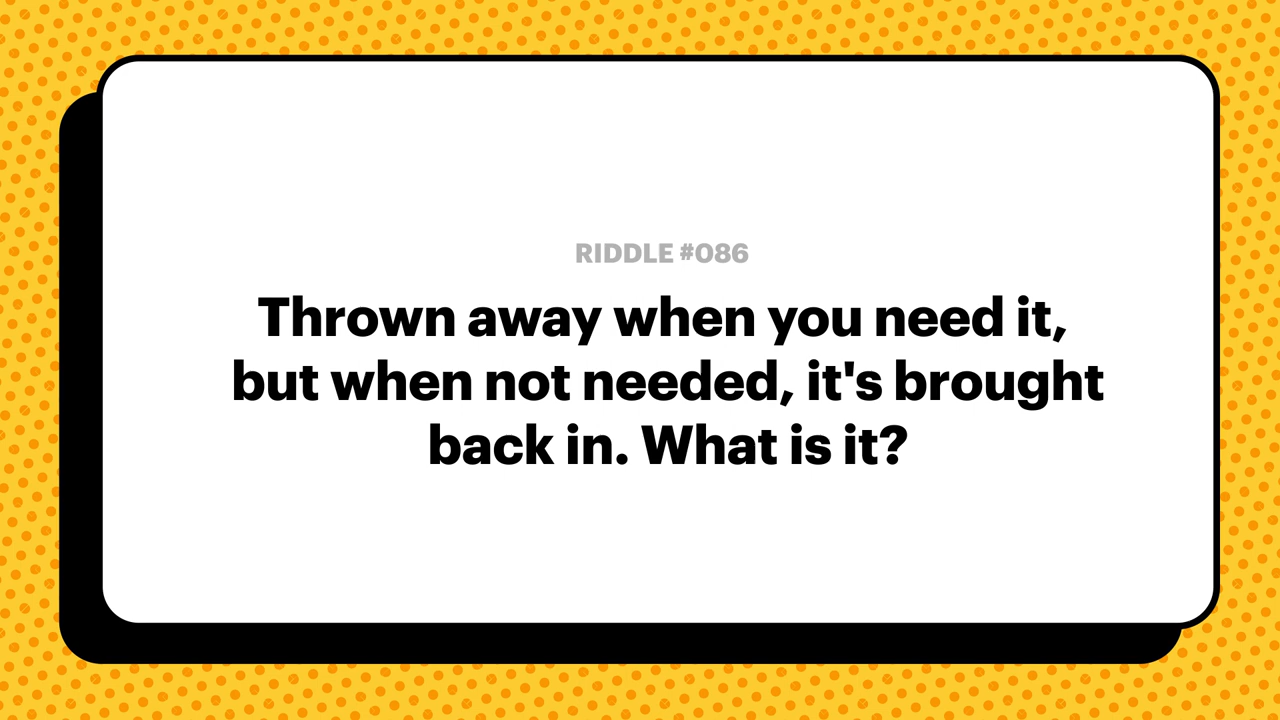 RIDDLE #086
Thrown away when you need it,
but when not needed, it's brought
back in. What is it?